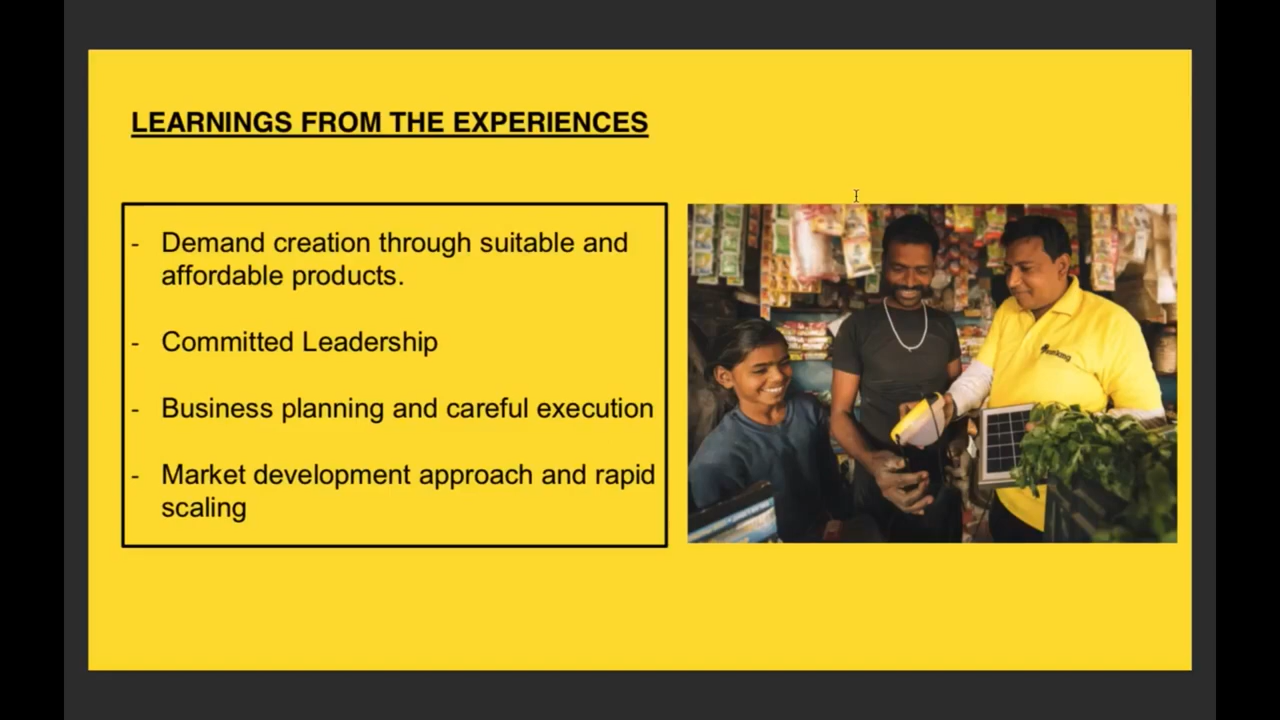 LEARNINGS FROM THE EXPERIENCES
- Demand creation through suitable and
affordable products.
- Committed Leadership
- Business planning and careful execution
- Market development approach and rapid
scaling